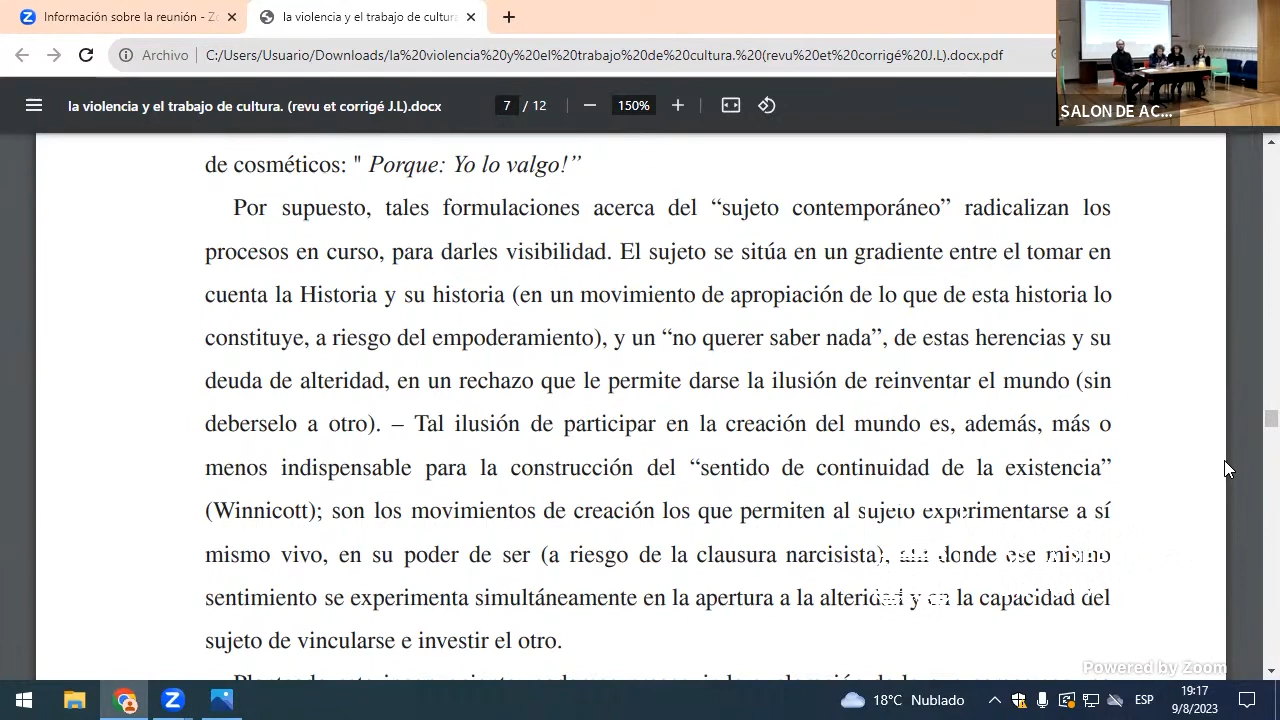 Información sobre la reunión - Zo
la violencia y el trabajo de cultura
Archivo
C:/Users/Usuario/Downloads/la%20violencia%20y%20el%20trabajo%20de%20cultura.%20(revu%20et%20corrigé%20J.L).docx.pdf
la violencia y el trabajo de cultura. (revu et corrigé J.L).docx
7 / 12
150%
SALON DE AC...
de cosméticos: " Porque: Yo lo valgo!”
Por supuesto, tales formulaciones acerca del “sujeto contemporáneo” radicalizan los
procesos en curso, para darles visibilidad. El sujeto se sitúa en un gradiente entre el tomar en
cuenta la Historia y su historia (en un movimiento de apropiación de lo que de esta historia lo
constituye, a riesgo del empoderamiento), y un “no querer saber nada”, de estas herencias y su
deuda de alteridad, en un rechazo que le permite darse la ilusión de reinventar el mundo (sin
deberselo a otro). – Tal ilusión de participar en la creación del mundo es, además, más o
menos indispensable para la construcción del “sentido de continuidad de la existencia”
(Winnicott); son los movimientos de creación los que permiten al sujeto experimentarse a sí
mismo vivo, en su poder de ser (a riesgo de la clausura narcisista), ahí donde ese mismo
sentimiento se experimenta simultáneamente en la apertura a la alteridad y en la capacidad del
sujeto de vincularse e investir el otro.
Powered by Zoom
18°C Nublado
ESP
19:17
9/8/2023